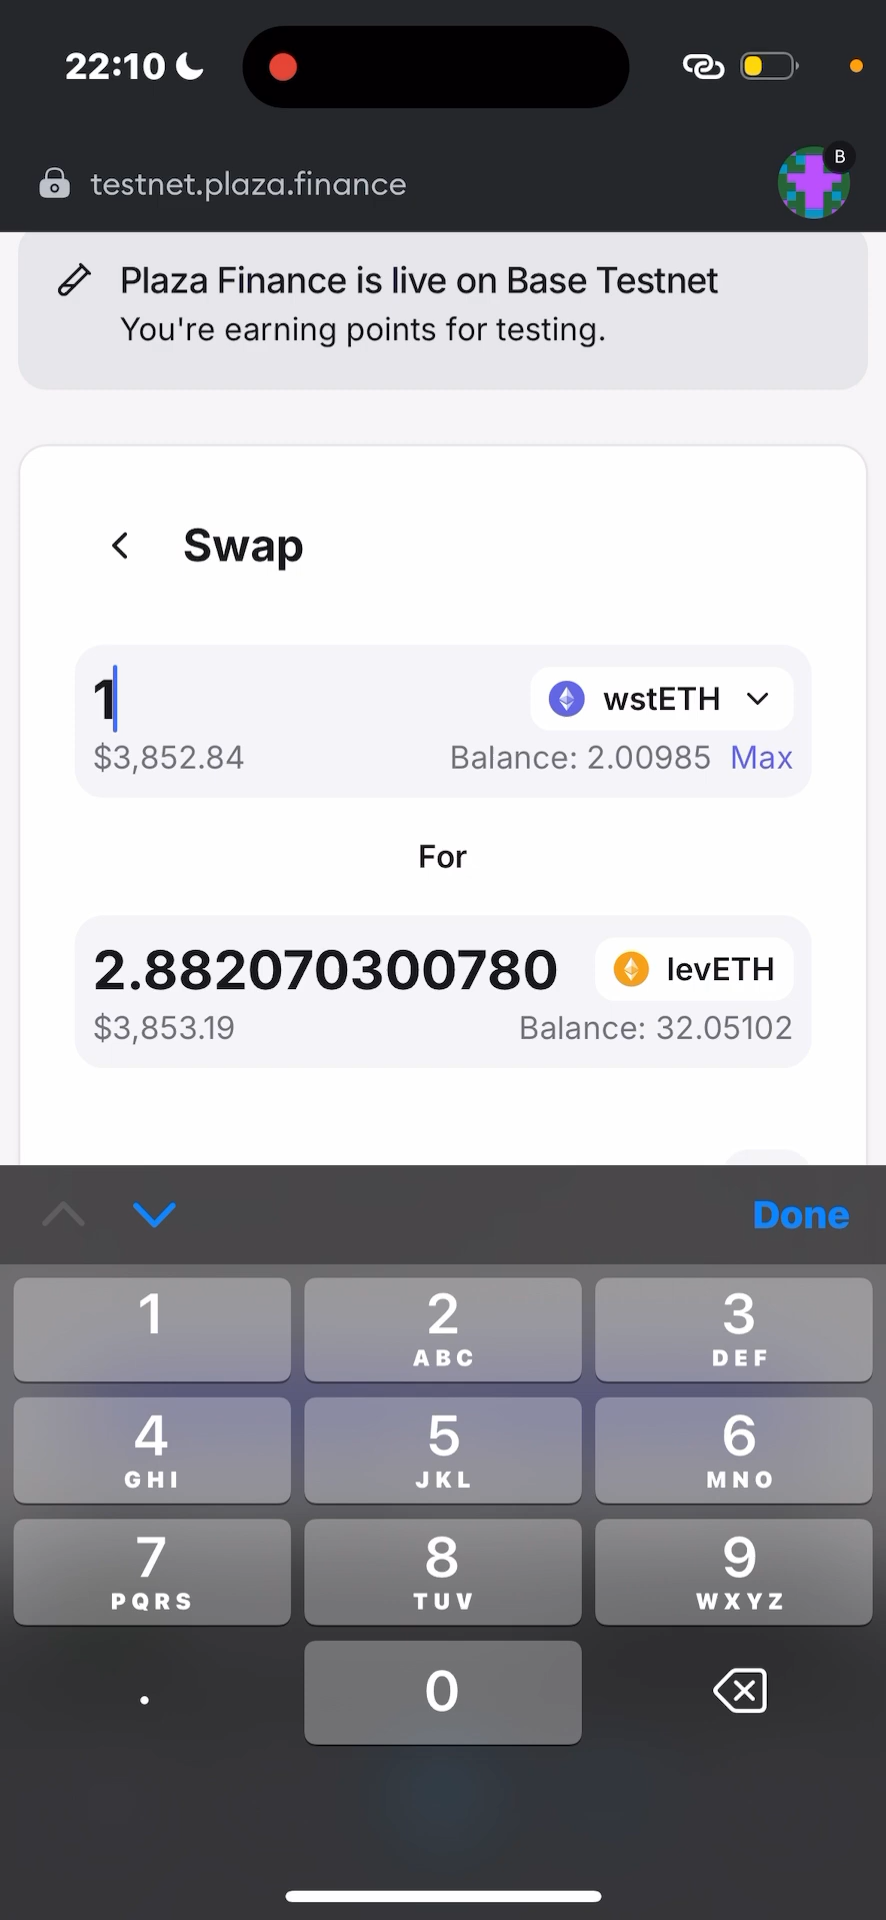 22:10
testnet.plaza.finance
B
Plaza Finance is live on Base Testnet
You're earning points for testing.
Swap
1
wstETH
$3,852.84
Balance: 2.00985 Max
For
2.882070300780
levETH
$3,853.19
Balance: 32.05102
Done
1
2
ABC
3
DEF
4
GHI
5
JKL
6
MNO
7
PQRS
8
TUV
9
WXYZ
.
0